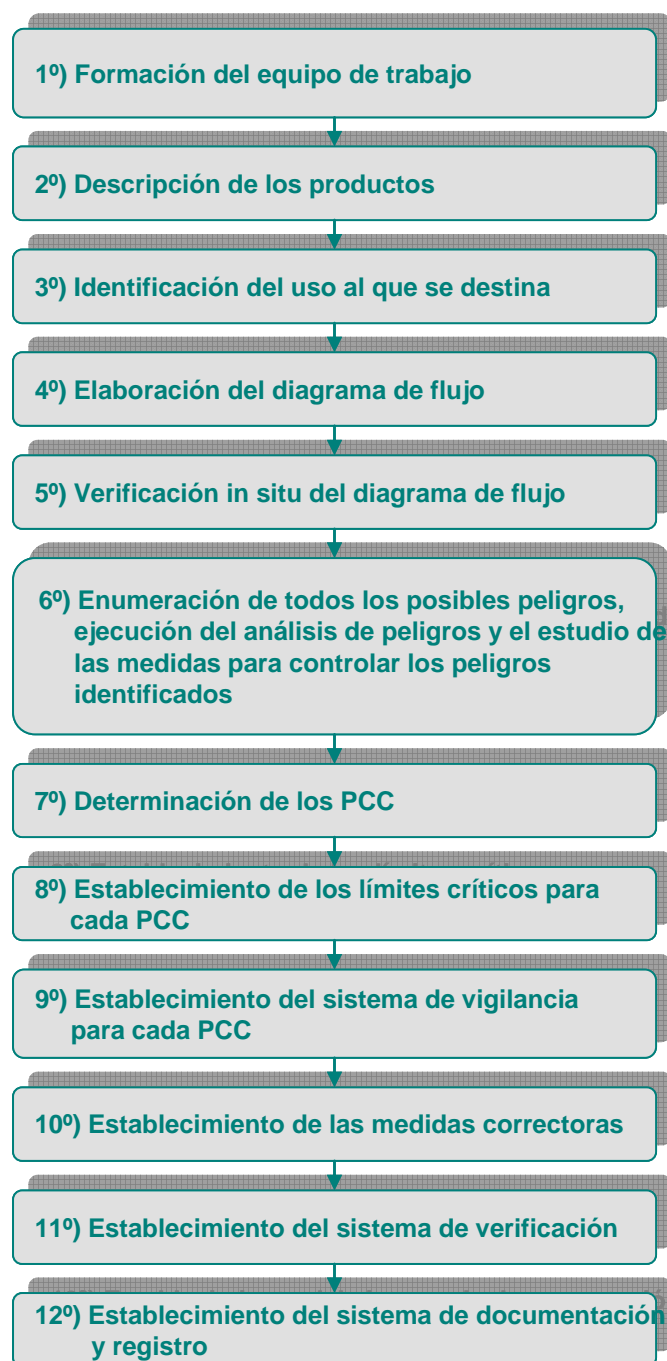 1º) Formación del equipo de trabajo
2º) Descripción de los productos
3º) Identificación del uso al que se destina
4º) Elaboración del diagrama de flujo
5º) Verificación in situ del diagrama de flujo
6º) Enumeración de todos los posibles peligros,
ejecución del análisis de peligros y el estudio de
las medidas para controlar los peligros
identificados
7º) Determinación de los PCC
8º) Establecimiento de los límites críticos para
cada PCC
9º) Establecimiento del sistema de vigilancia
para cada PCC
10º) Establecimiento de las medidas correctoras
11º) Establecimiento del sistema de verificación
12º) Establecimiento del sistema de documentación
y registro